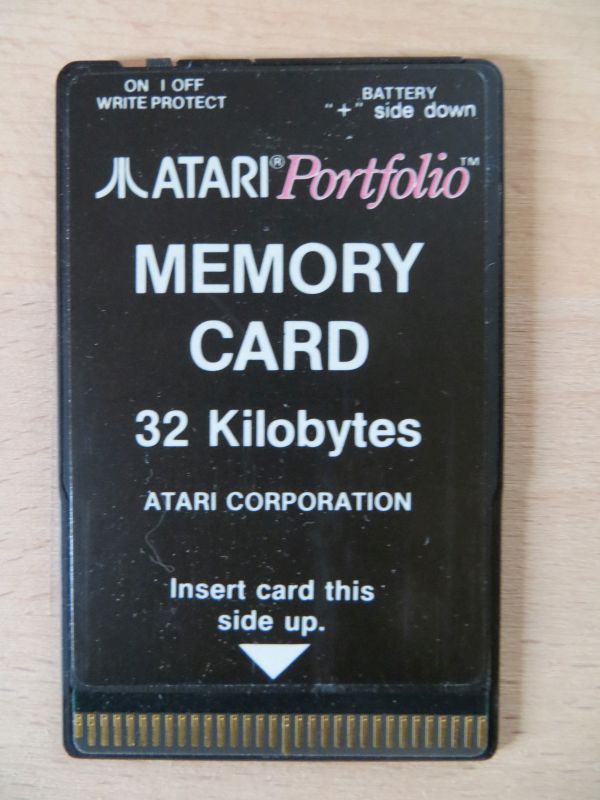 ON | OFF
WRITE PROTECT
BATTERY
"+" side down
ATARI® Portfolio™
MEMORY
CARD
32 Kilobytes
ATARI CORPORATION
Insert card this
side up.